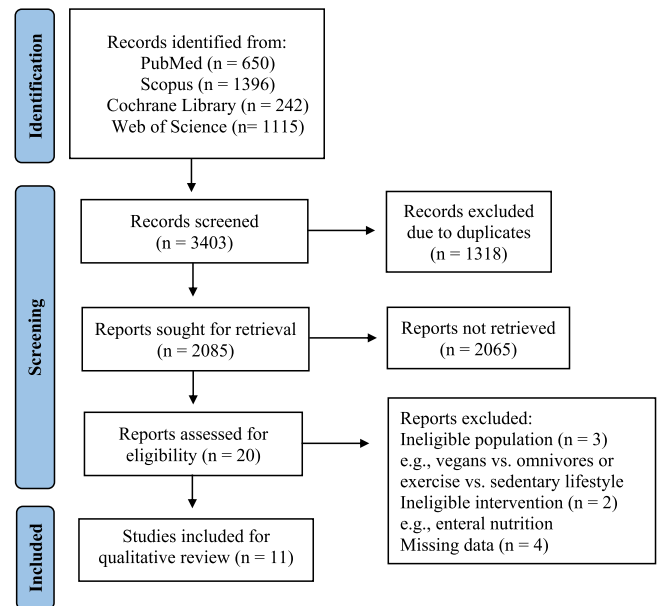 Identification
Records identified from:
PubMed (n = 650)
Scopus (n = 1396)
Cochrane Library (n = 242)
Web of Science (n= 1115)
Screening
Records screened
(n = 3403)
Records excluded
due to duplicates
(n = 1318)
Reports sought for retrieval
(n = 2085)
Reports not retrieved
(n = 2065)
Reports assessed for
eligibility (n = 20)
Reports excluded:
Ineligible population (n = 3)
e.g., vegans vs. omnivores or
exercise vs. sedentary lifestyle
Ineligible intervention (n = 2)
e.g., enteral nutrition
Missing data (n = 4)
Included
Studies included for
qualitative review (n = 11)